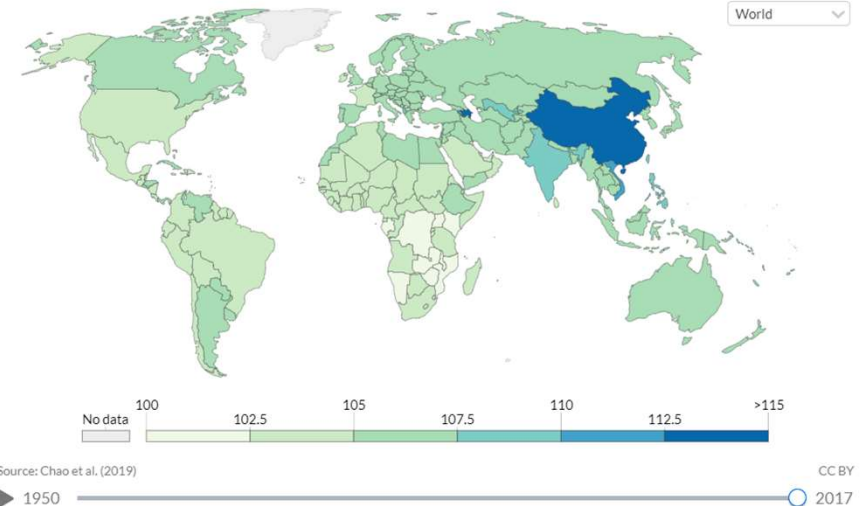 World
100 105 110 >115
No data 102.5 107.5 112.5
Source: Chao et al. (2019) CC BY
1950 2017